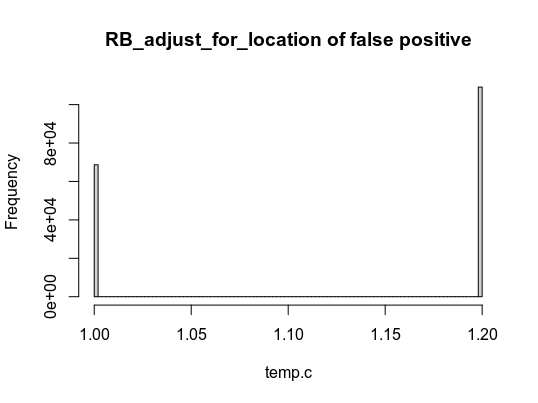 RB_adjust_for_location of false positive
Frequency
0e+00
4e+04
8e+04
1.00 1.05 1.10 1.15 1.20
temp.c